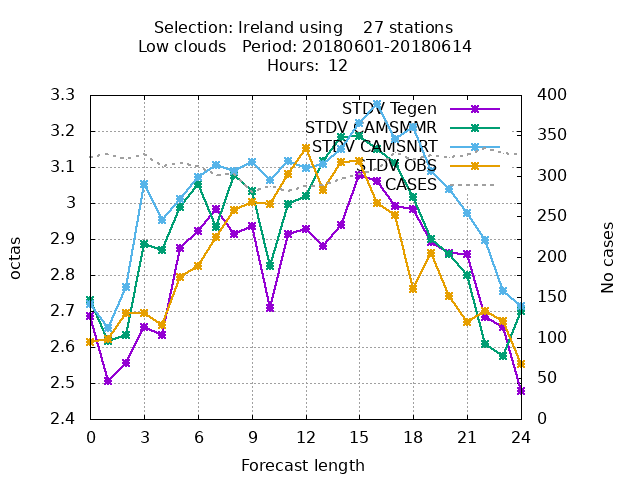 Selection: Ireland using    27 stations
Low clouds   Period: 20180601-20180614
Hours: 12
STDV Tegen
STDV CAMSMMR
STDV CAMSNRT
STDV OBS
CASES
3.3
3.2
3.1
3
2.9
2.8
2.7
2.6
2.5
2.4
octas
400
350
300
250
200
150
100
50
0
No cases
0 3 6 9 12 15 18 21 24
Forecast length